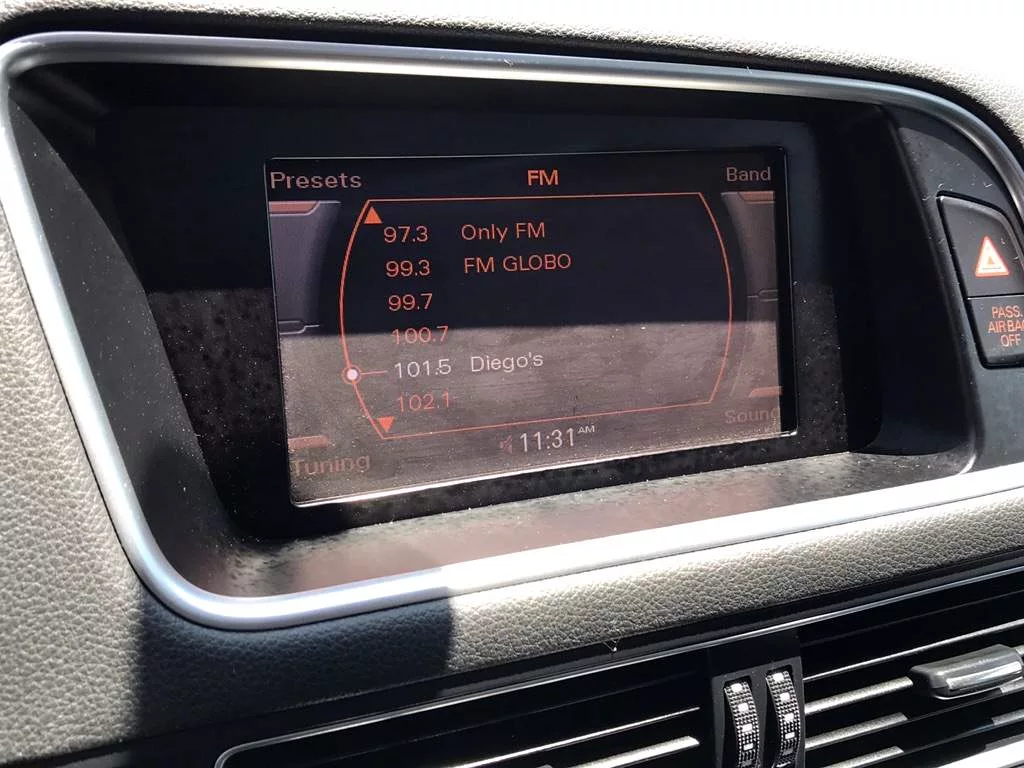 Presets FM Band
97.3 Only FM
99.3 FM GLOBO
99.7
100.7
101.5 Diego's
102.1
Tuning 11:31 AM Sound
PASS.
AIR BAG
OFF